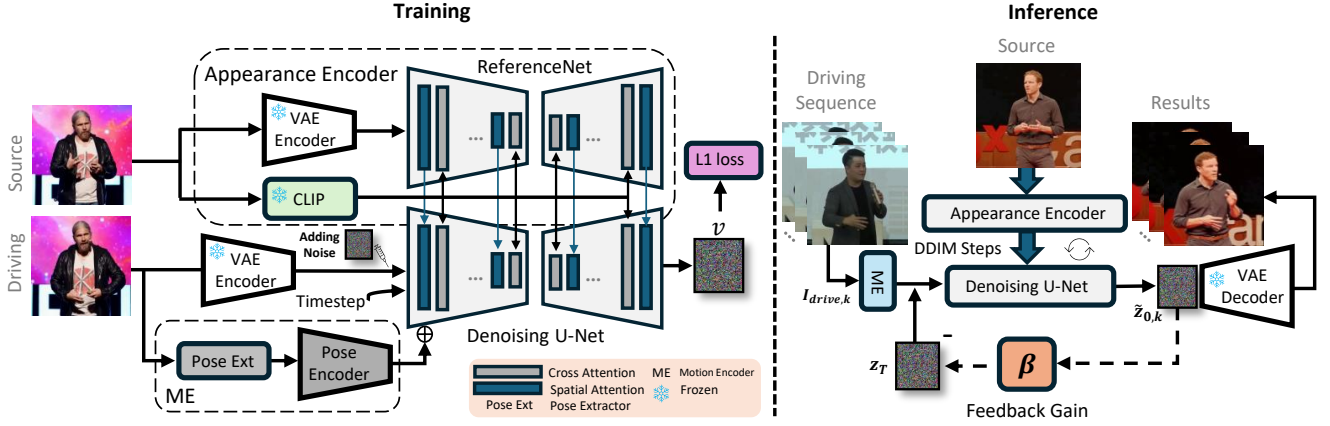 Training
Source
Driving
Appearance Encoder
ReferenceNet
VAE
Encoder
...
...
CLIP
L1 loss
VAE
Encoder
Adding
Noise
Timestep
...
...
v
Denoising U-Net
Pose Ext
Pose
Encoder
ME
Cross Attention
ME
Motion Encoder
Spatial Attention
Frozen
Pose Ext
Pose Extractor
Inference
Source
Driving
Sequence
Results
...
...
Appearance Encoder
DDIM Steps
I_drive,k
ME
Denoising U-Net
z̃_0,k
VAE
Decoder
-
z_T
β
Feedback Gain